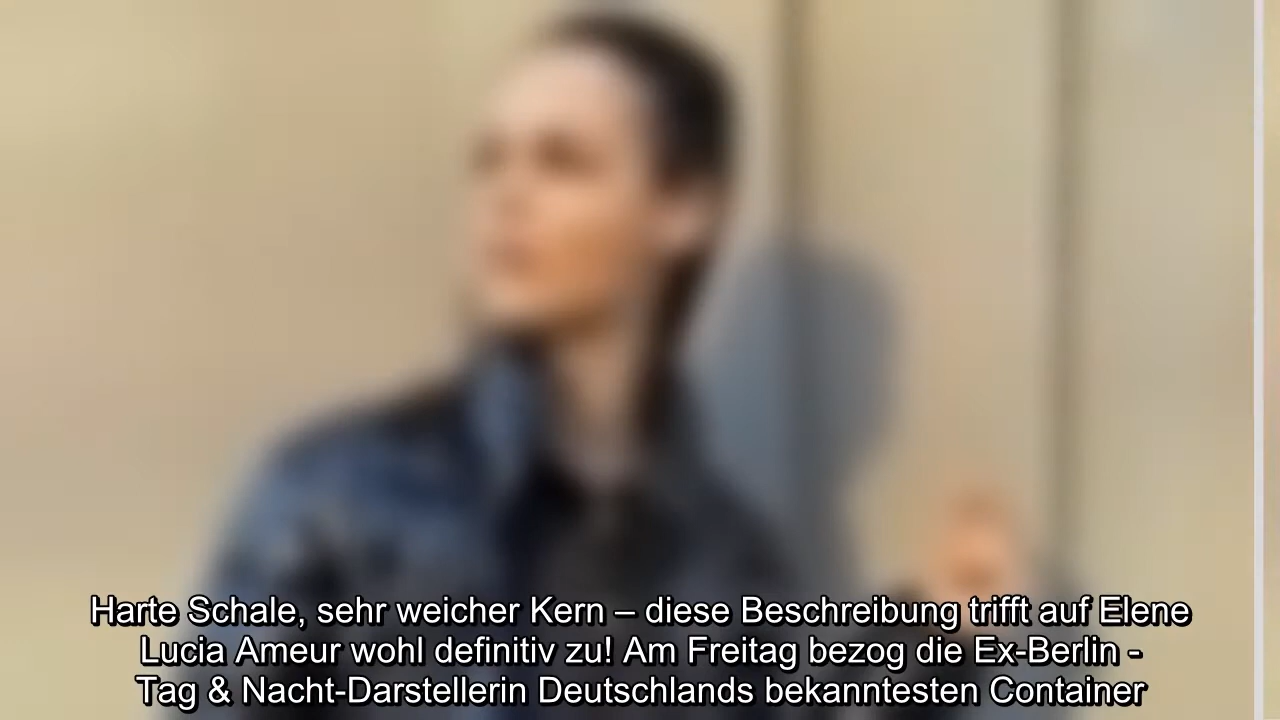 Harte Schale, sehr weicher Kern – diese Beschreibung trifft auf Elene
Lucia Ameur wohl definitiv zu! Am Freitag bezog die Ex-Berlin -
Tag & Nacht-Darstellerin Deutschlands bekanntesten Container